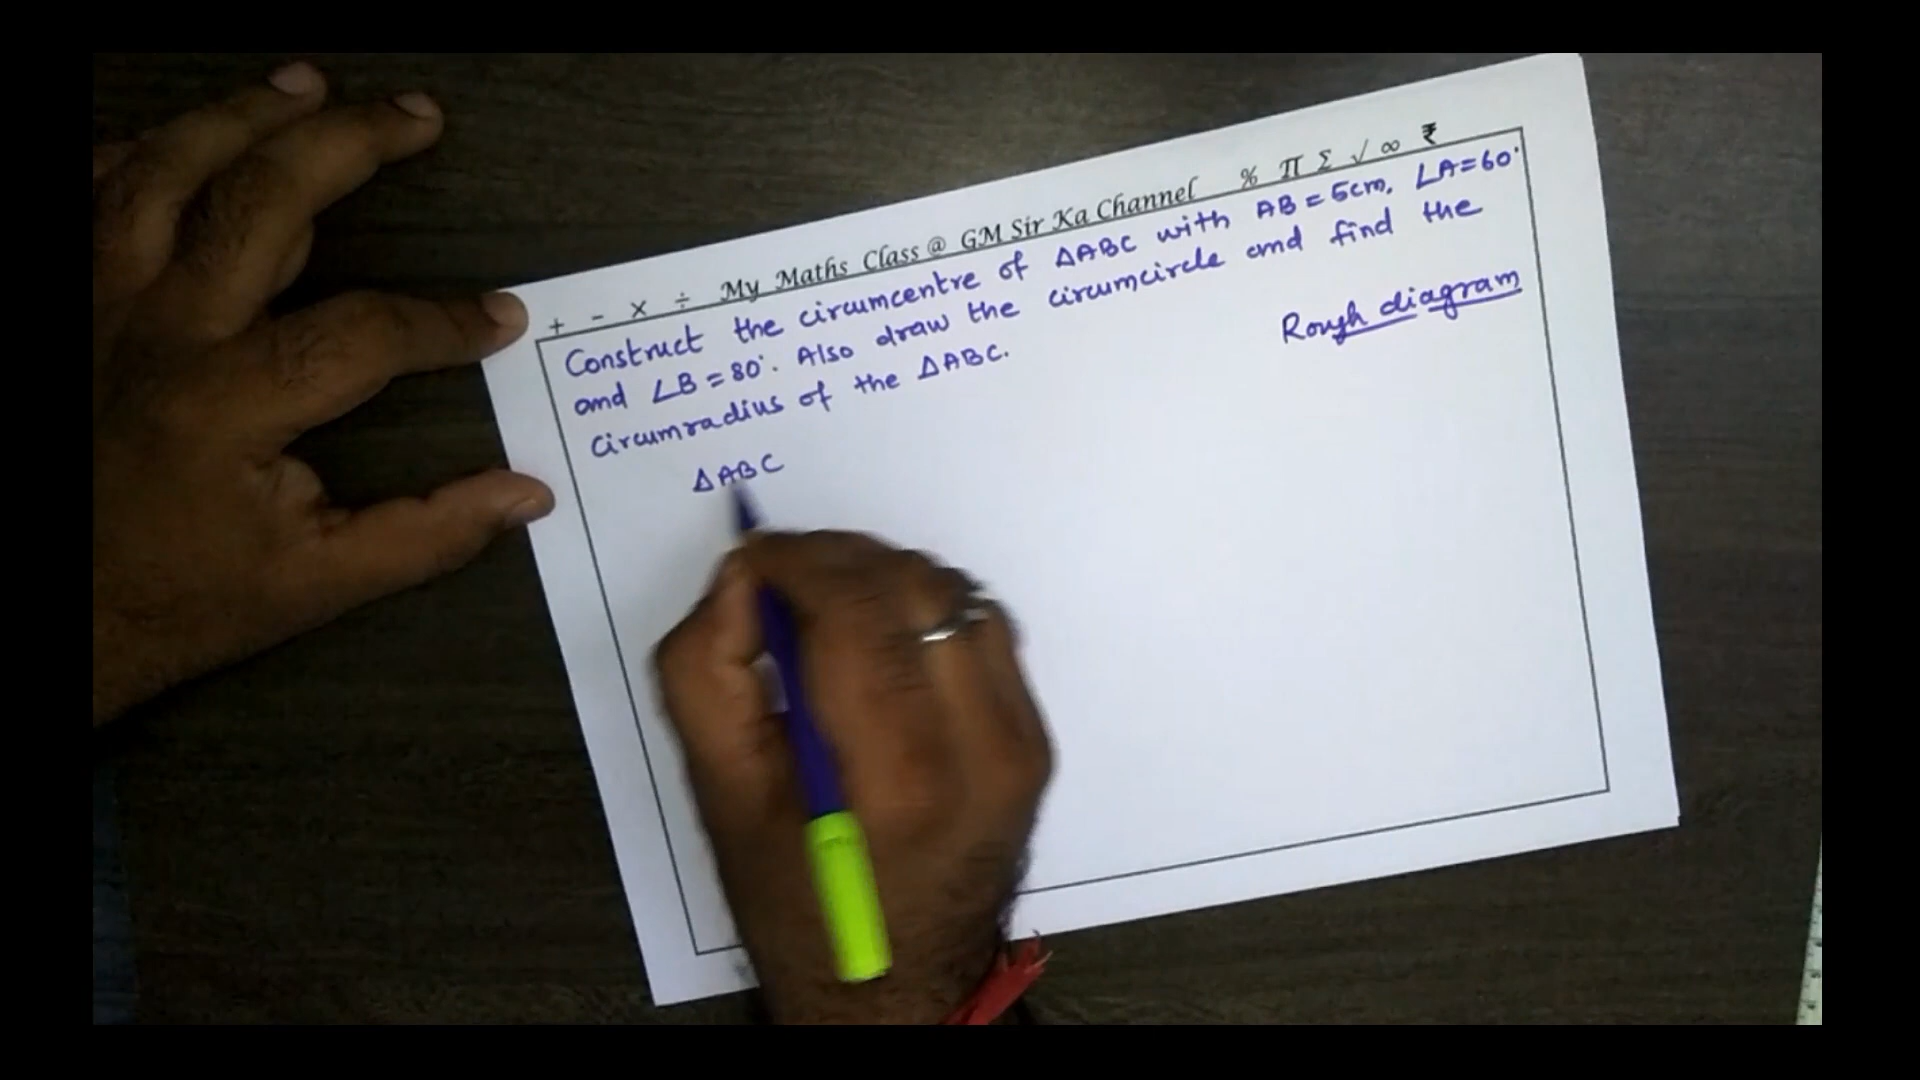 + - × ÷ My Maths Class @ GM Sir Ka Channel % Π Σ √ ∞ ₹
Construct the circumcentre of ΔABC with AB = 5cm, ∠A=60°
and ∠B = 80°. Also draw the circumcircle and find the
circumradius of the ΔABC.
Rough diagram
ΔABC